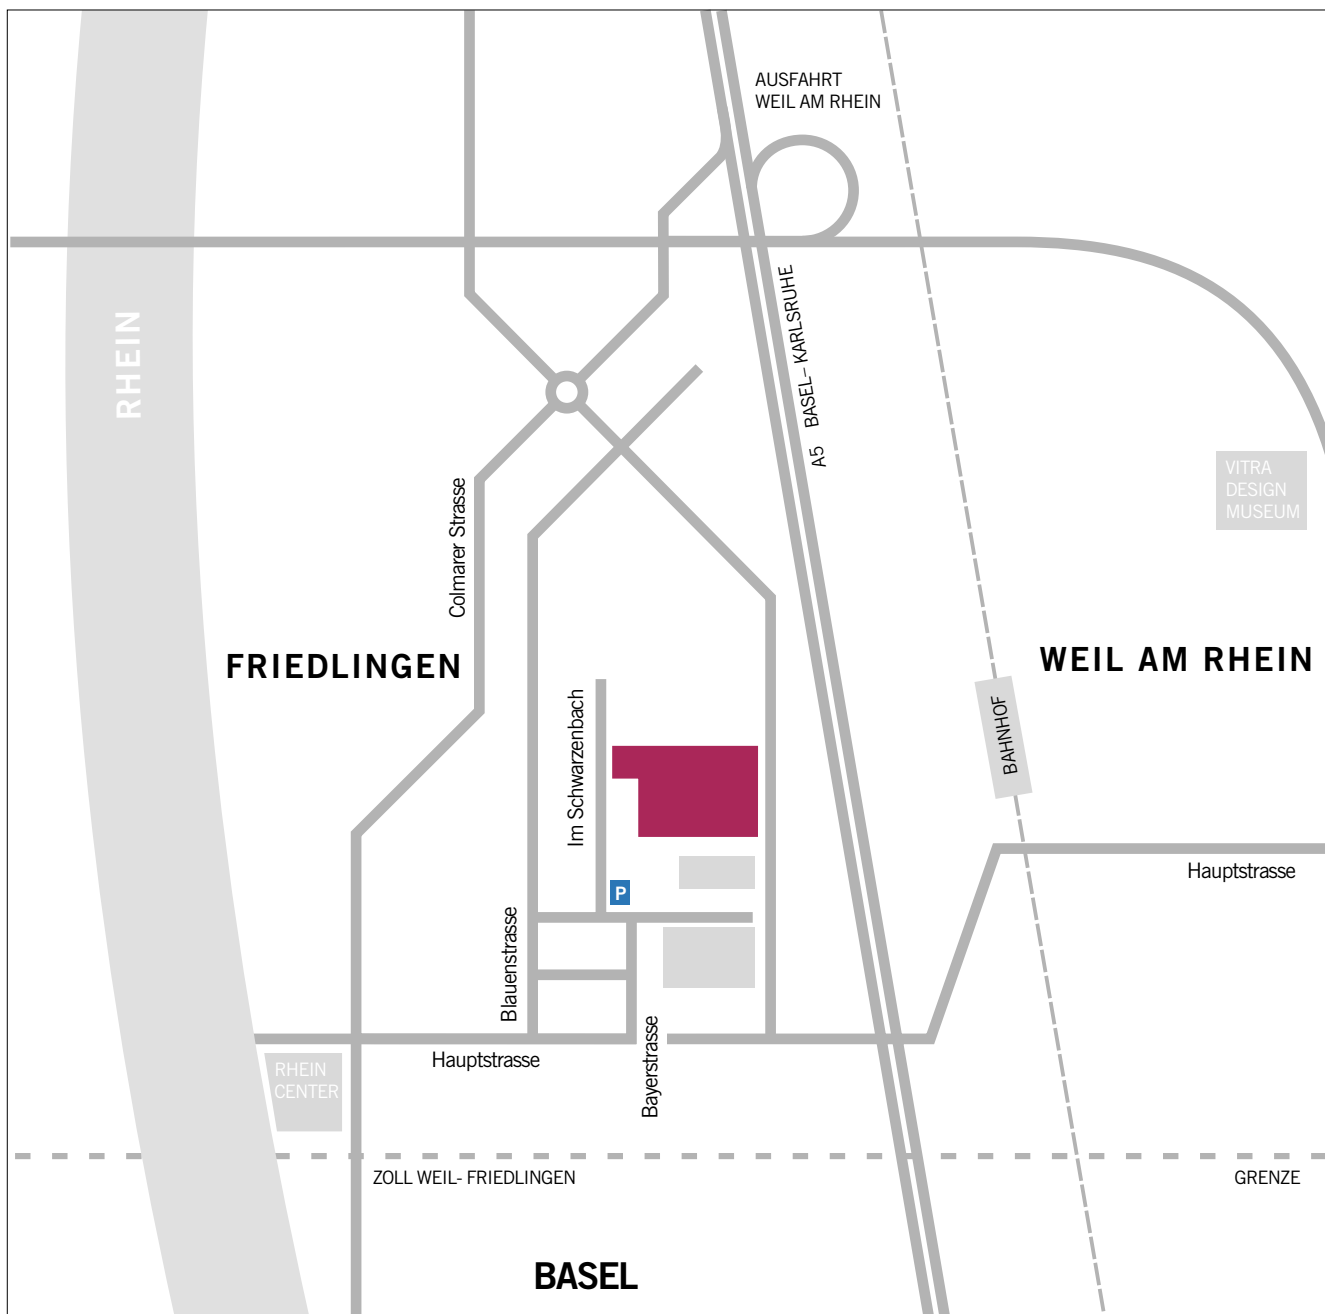 AUSFAHRT
WEIL AM RHEIN
RHEIN
A5 BASEL–KARLSRUHE
VITRA
DESIGN
MUSEUM
Colmarer Strasse
FRIEDLINGEN
WEIL AM RHEIN
BAHNHOF
Im Schwarzenbach
P
Hauptstrasse
Blauenstrasse
Hauptstrasse
Bayerstrasse
RHEIN
CENTER
ZOLL WEIL- FRIEDLINGEN
GRENZE
BASEL